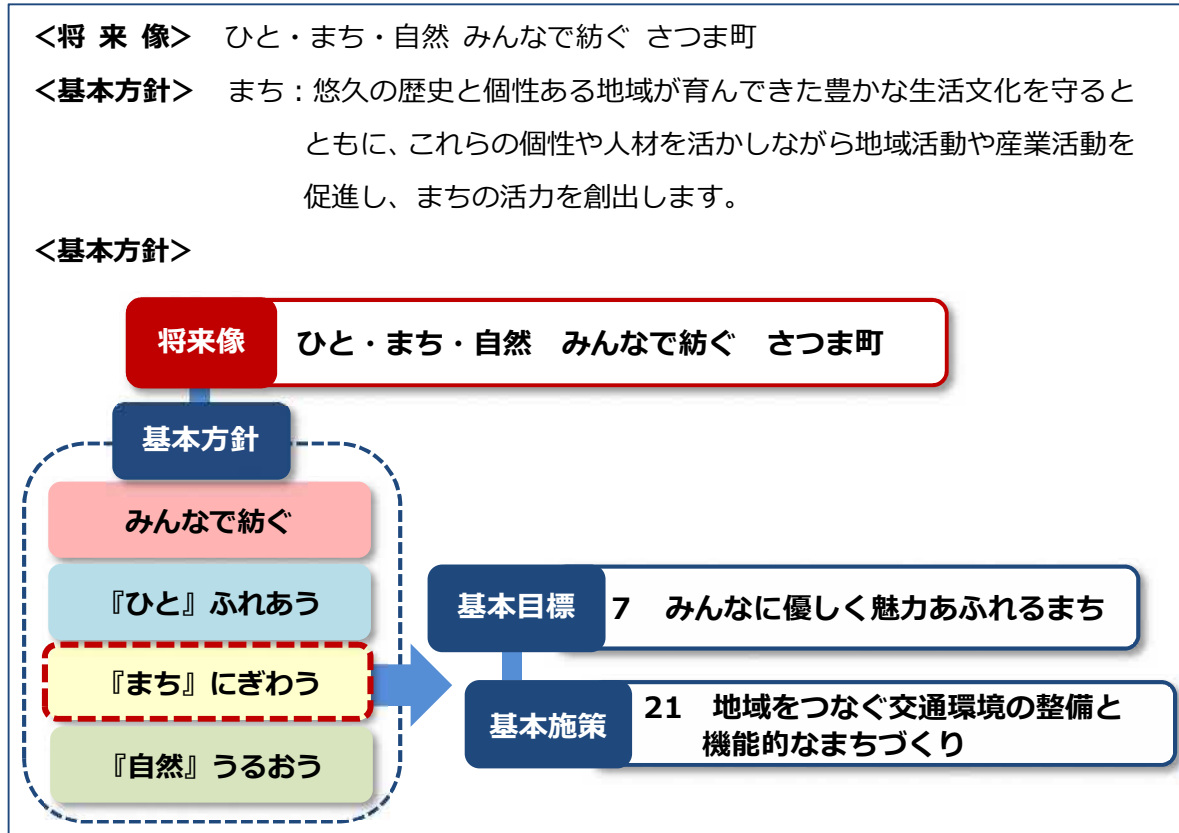 <将 来 像> ひと・まち・自然 みんなで紡ぐ さつま町
<基本方針> まち：悠久の歴史と個性ある地域が育んできた豊かな生活文化を守ると
ともに、これらの個性や人材を活かしながら地域活動や産業活動を
促進し、まちの活力を創出します。
<基本方針>
将来像 ひと・まち・自然 みんなで紡ぐ さつま町
基本方針
みんなで紡ぐ
『ひと』ふれあう
『まち』にぎわう
『自然』うるおう
基本目標 7 みんなに優しく魅力あふれるまち
基本施策 21 地域をつなぐ交通環境の整備と
機能的なまちづくり